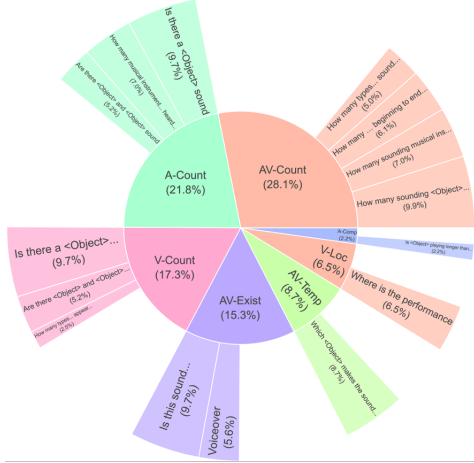 Is there a <Object> sound
(9.7%)
How many musical instrument... heard...
(7.0%)
Are there <Object> and <Object> sound
(5.2%)
How many types... sound...
(5.0%)
How many ... beginning to end...
(6.1%)
How many sounding musical ins...
(7.0%)
How many sounding <Object>...
(9.9%)
A-Count
(21.8%)
AV-Count
(28.1%)
A-Comp
(2.2%)
Is <Object> playing longer than...
(2.2%)
V-Loc
(6.5%)
Where is the performance
(6.5%)
AV-Temp
(8.7%)
Which <Object> makes the sound...
(8.7%)
AV-Exist
(15.3%)
Is this sound...
(9.7%)
Voiceover
(5.6%)
V-Count
(17.3%)
Is there a <Object>...
(9.7%)
Are there <Object> and <Object>...
(5.2%)
How many types... appear...
(2.5%)